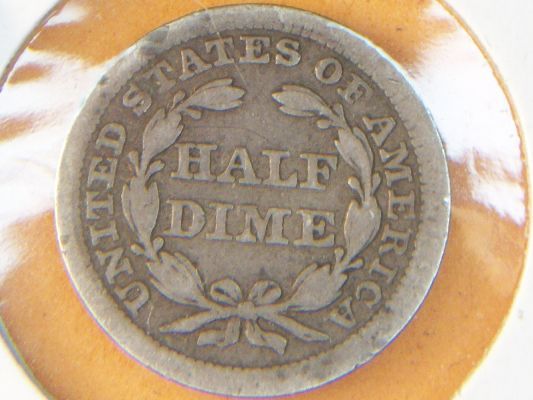 UNITED STATES OF AMERICA
HALF
DIME